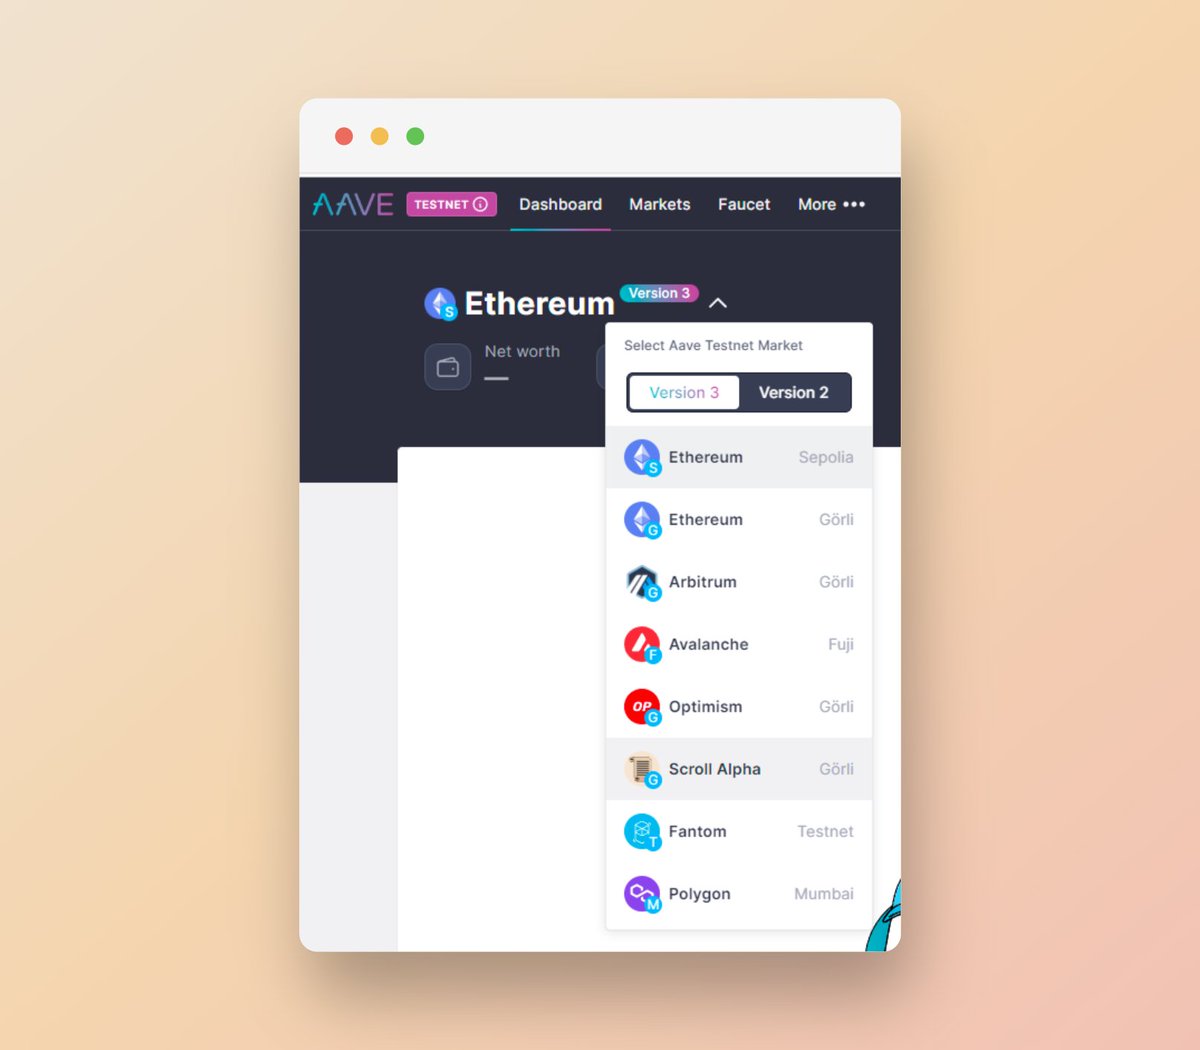 AAVE TESTNET Dashboard Markets Faucet More •••
Ethereum Version 3
S
Net worth
—
Select Aave Testnet Market
Version 3 Version 2
S Ethereum Sepolia
G Ethereum Görli
G Arbitrum Görli
F Avalanche Fuji
OP G Optimism Görli
G Scroll Alpha Görli
T Fantom Testnet
M Polygon Mumbai